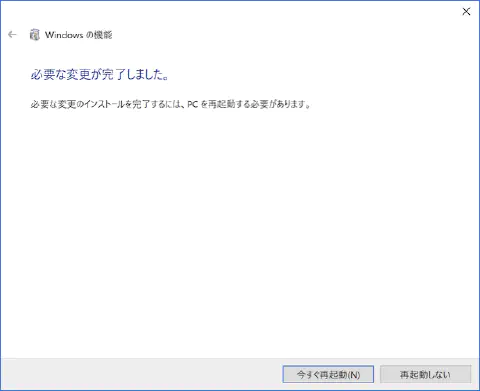 Windows の機能
必要な変更が完了しました。
必要な変更のインストールを完了するには、PC を再起動する必要があります。
今すぐ再起動(N)
再起動しない